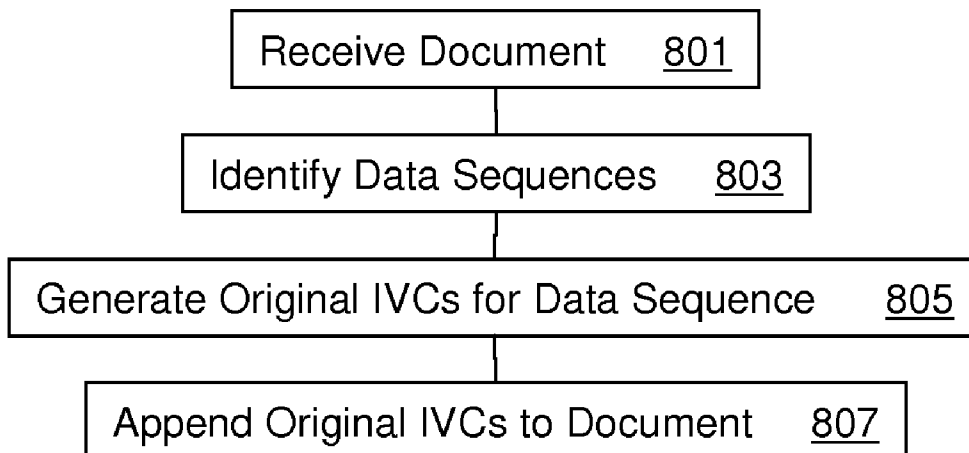 Receive Document 801
Identify Data Sequences 803
Generate Original IVCs for Data Sequence 805
Append Original IVCs to Document 807